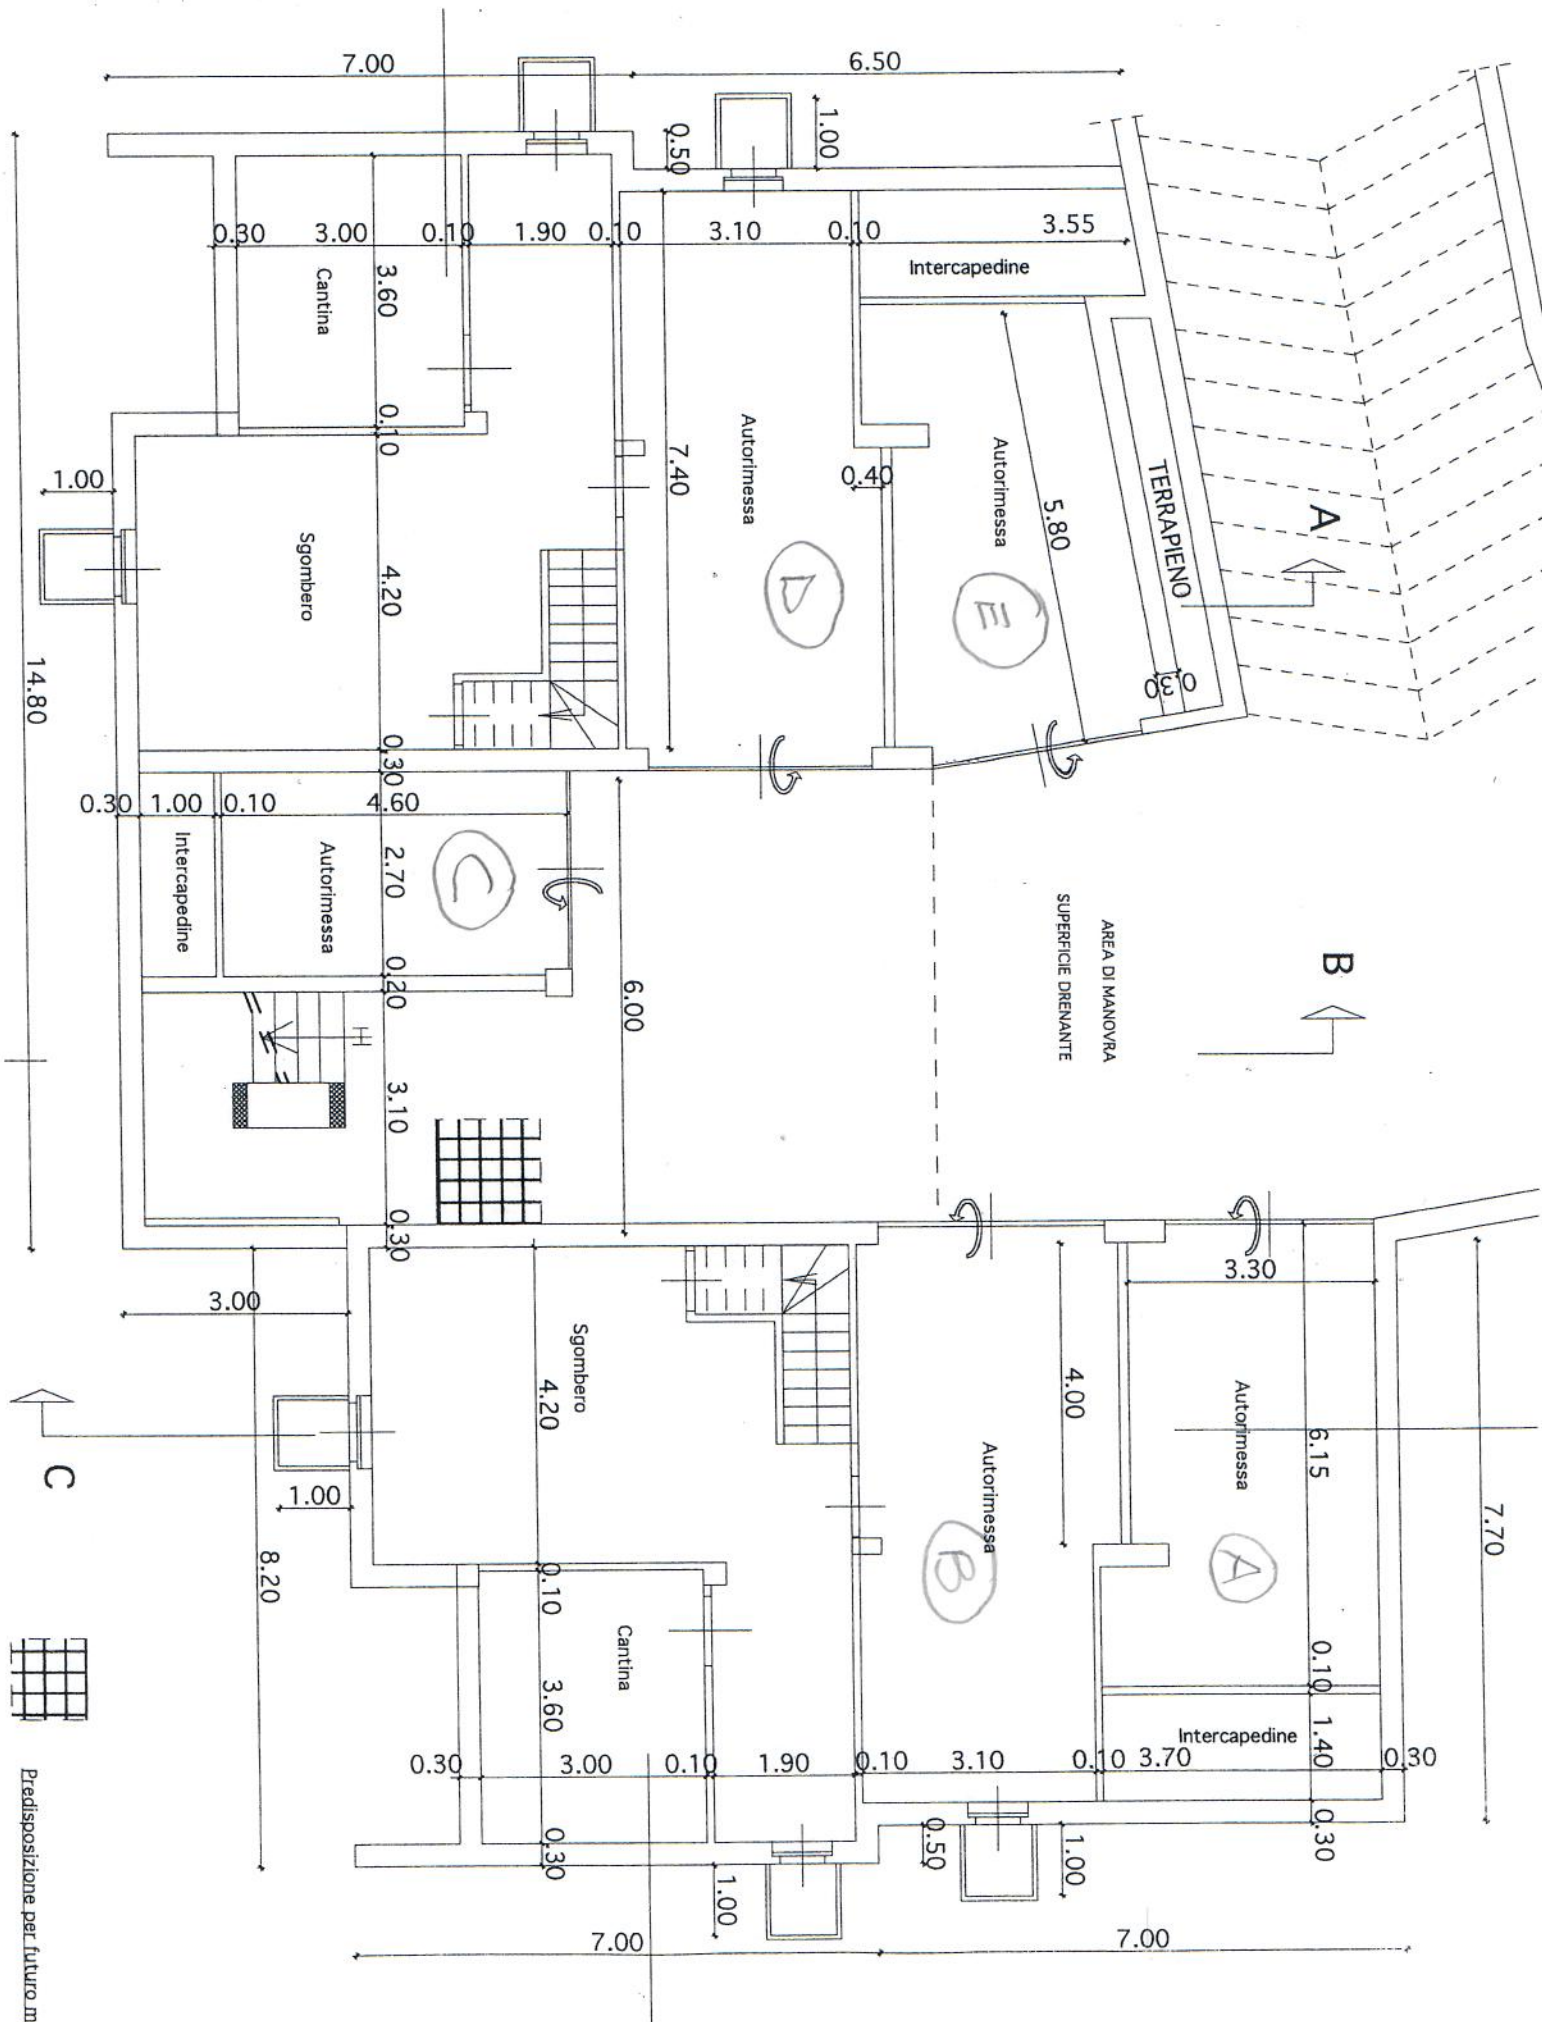 7.00
6.50
1.00
0.50
0.30
3.00
0.10
1.90
0.10
3.10
0.10
3.55
Intercapedine
3.60
Cantina
0.10
7.40
Autorimessa
0.40
Autorimessa
5.80
TERRAPIENO
A
1.00
Sgombero
4.20
D
E
0.30
14.80
0.30
0.30
1.00
0.10
4.60
Intercapedine
Autorimessa
2.70
C
0.20
6.00
AREA DI MANOVRA
SUPERFICIE DRENANTE
B
H
3.10
0.30
3.00
3.30
Sgombero
4.20
4.00
Autorimessa
6.15
Autorimessa
7.70
C
1.00
8.20
B
A
0.10
Cantina
3.60
0.10
Intercapedine
1.40
0.30
3.00
0.10
1.90
0.10
3.10
0.10
3.70
0.30
0.30
0.30
0.50
1.00
1.00
7.00
7.00
Predisposizione per futuro m